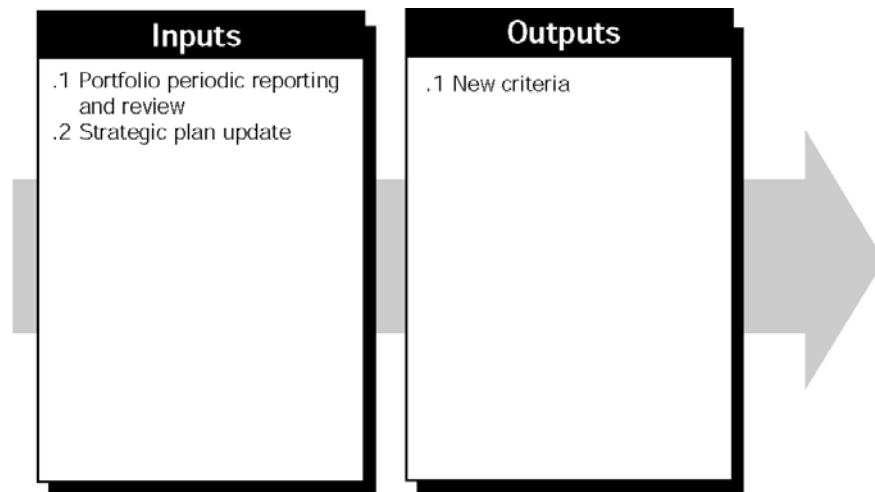 Inputs
.1 Portfolio periodic reporting
and review
.2 Strategic plan update
Outputs
.1 New criteria